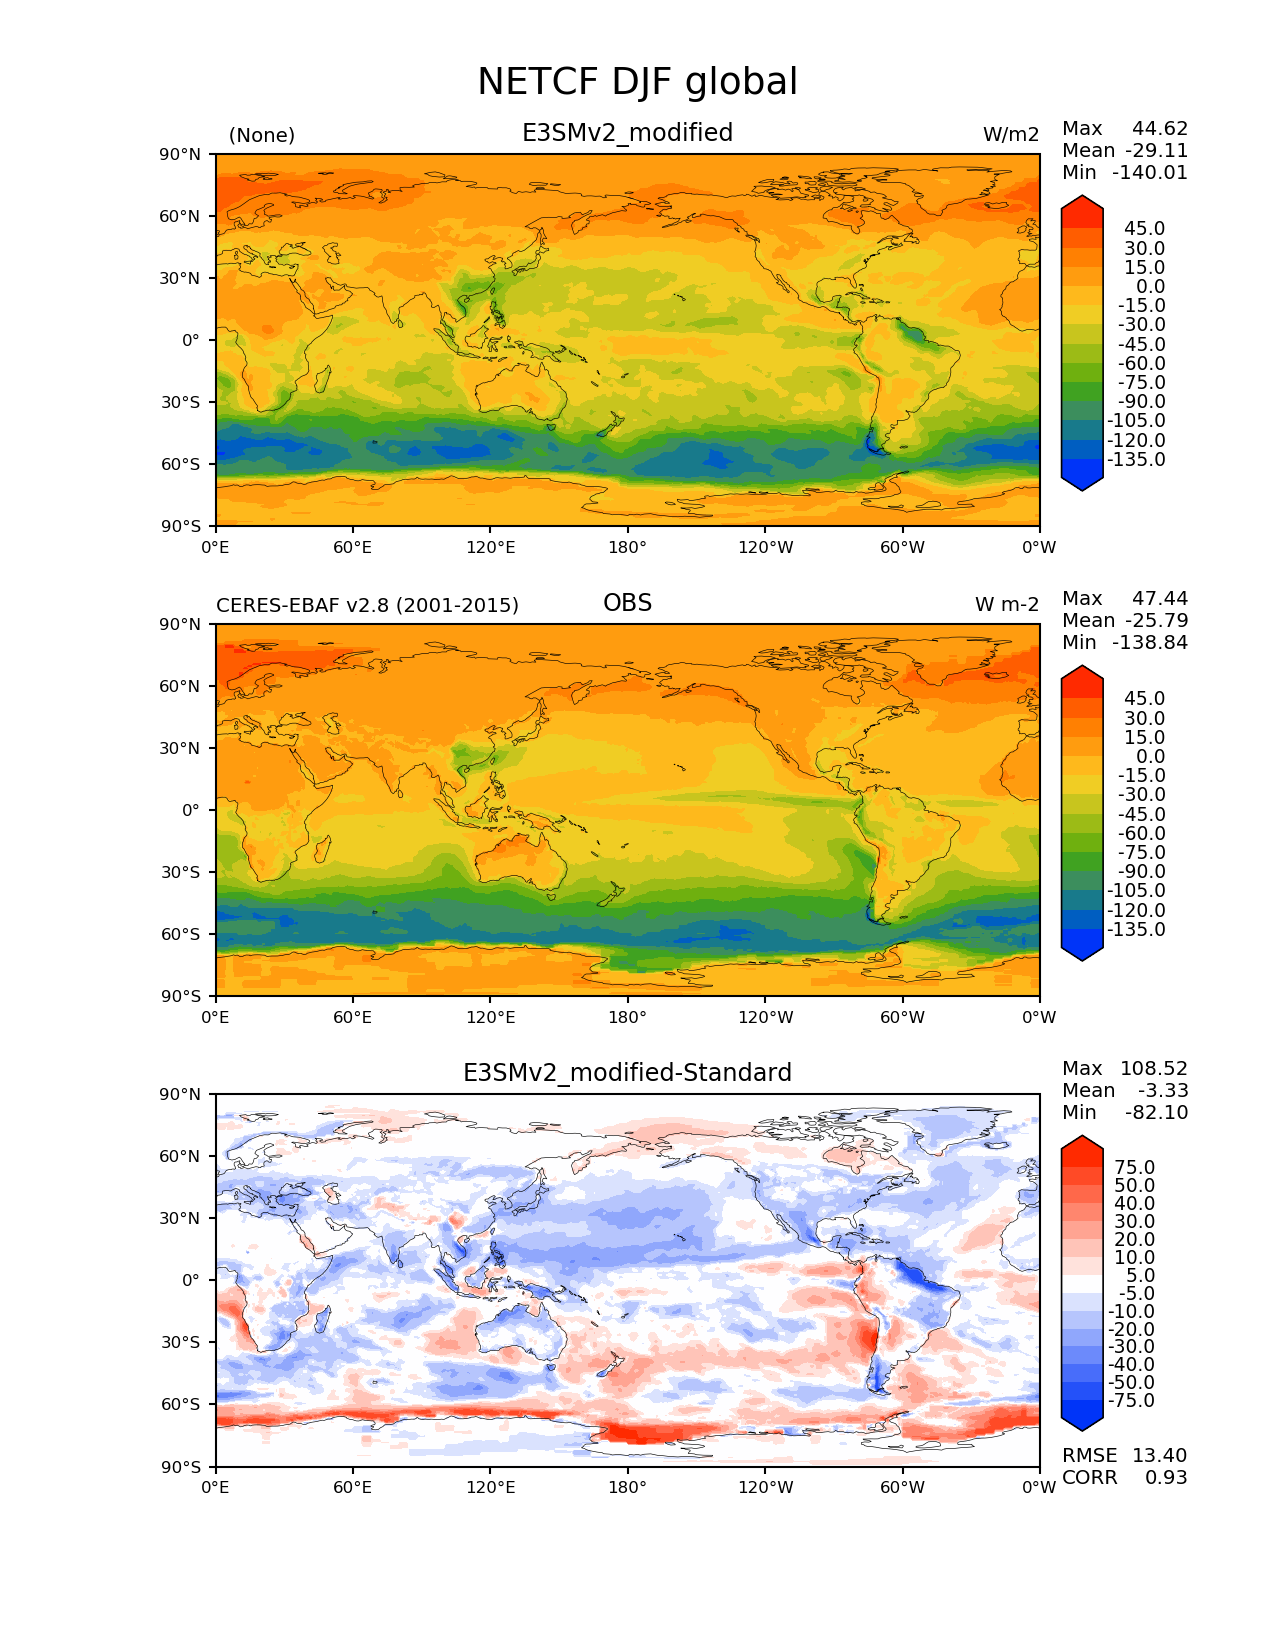 NETCF DJF global
(None) E3SMv2_modified W/m2
Max 44.62
Mean -29.11
Min -140.01
90°N
60°N
30°N
0°
30°S
60°S
90°S
0°E 60°E 120°E 180° 120°W 60°W 0°W
45.0
30.0
15.0
0.0
-15.0
-30.0
-45.0
-60.0
-75.0
-90.0
-105.0
-120.0
-135.0
CERES-EBAF v2.8 (2001-2015) OBS W m-2
Max 47.44
Mean -25.79
Min -138.84
90°N
60°N
30°N
0°
30°S
60°S
90°S
0°E 60°E 120°E 180° 120°W 60°W 0°W
45.0
30.0
15.0
0.0
-15.0
-30.0
-45.0
-60.0
-75.0
-90.0
-105.0
-120.0
-135.0
E3SMv2_modified-Standard
Max 108.52
Mean -3.33
Min -82.10
90°N
60°N
30°N
0°
30°S
60°S
90°S
0°E 60°E 120°E 180° 120°W 60°W 0°W
75.0
50.0
40.0
30.0
20.0
10.0
5.0
-5.0
-10.0
-20.0
-30.0
-40.0
-50.0
-75.0
RMSE 13.40
CORR 0.93